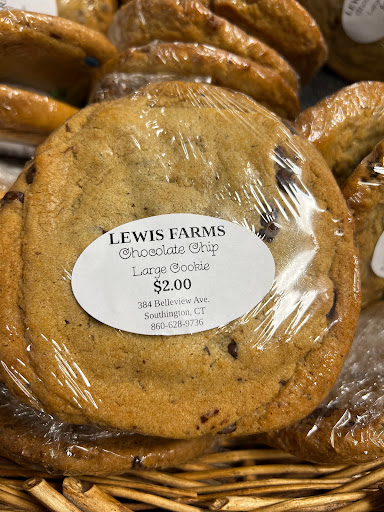 LEWIS FARMS
Chocolate Chip
Large Cookie
$2.00
384 Belleview Ave.
Southington, CT
860-628-9736